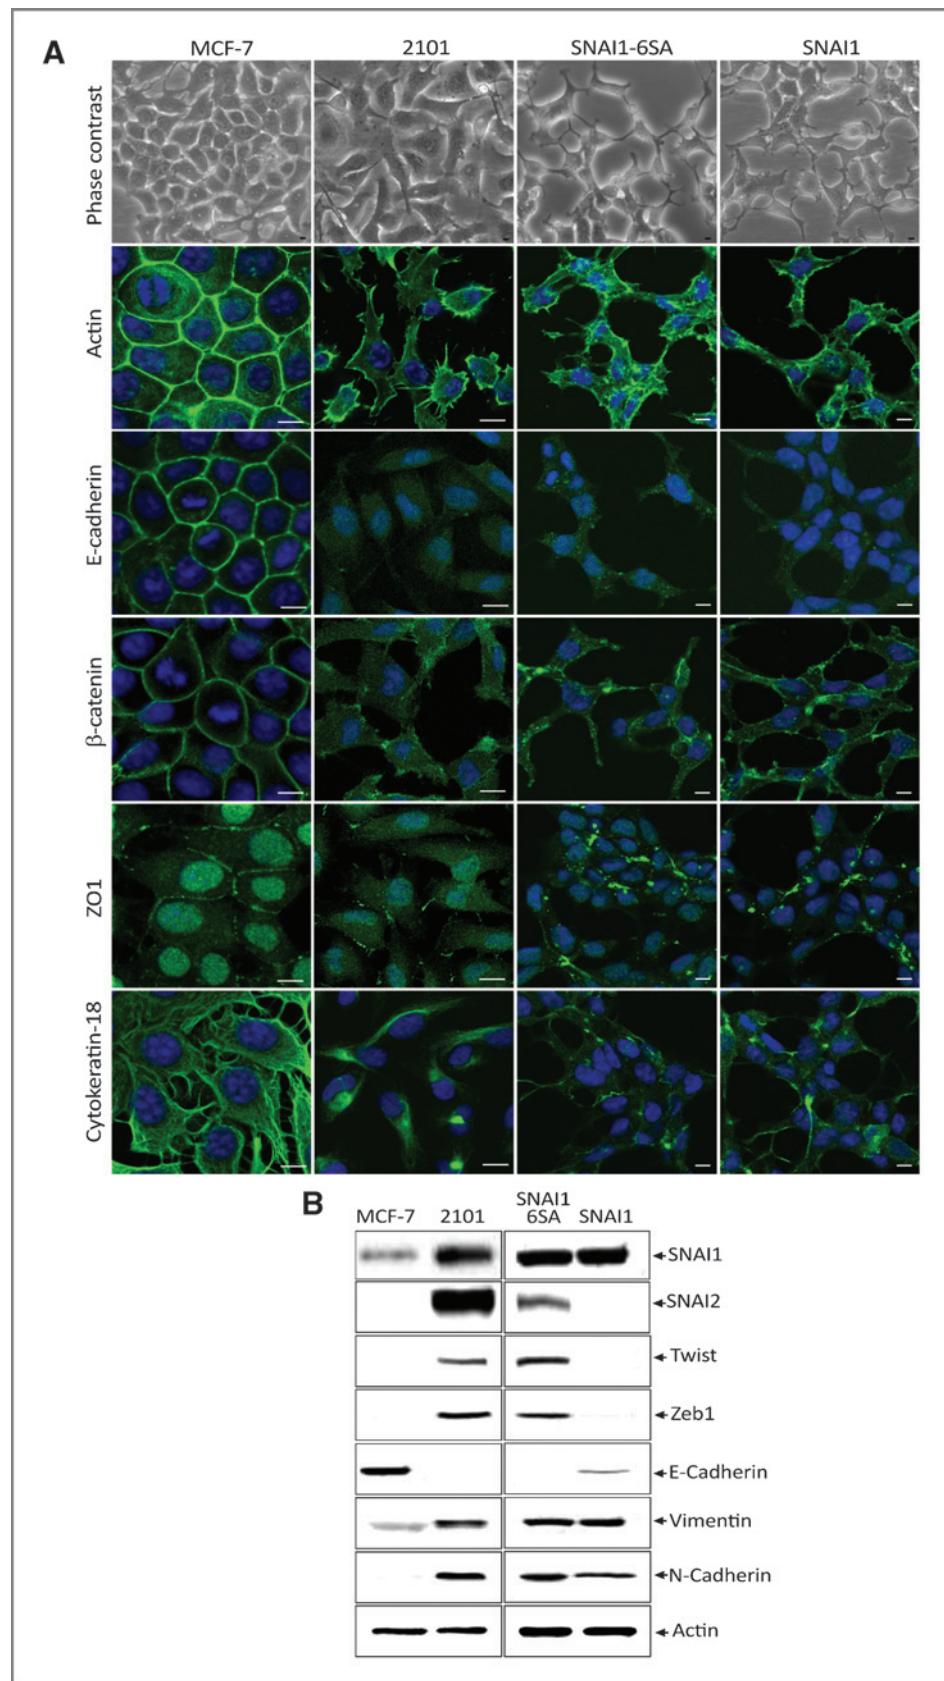 A
MCF-7
2101
SNAI1-6SA
SNAI1
Phase contrast
Actin
E-cadherin
β-catenin
ZO1
Cytokeratin-18
B
MCF-7
2101
SNAI1
6SA
SNAI1
SNAI1
SNAI2
Twist
Zeb1
E-Cadherin
Vimentin
N-Cadherin
Actin